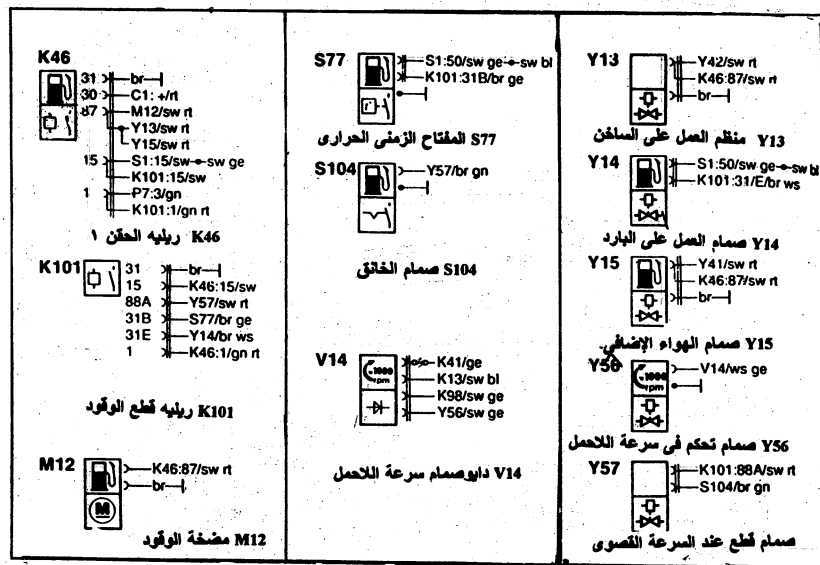 K46
31 br
30 C1: +/rt
87 M12/sw rt
Y13/sw rt
Y15/sw rt
15 S1:15/sw sw ge
K101:15/sw
1 P7:3/gn
K101:1/gn rt
K46 ريليه الحقن ١
K101
31 br
15 K46:15/sw
88A Y57/sw rt
31B S77/br ge
31E Y14/br ws
1 K46:1/gn rt
K101 ريليه قطع الوقود
M12
K46:87/sw rt
br
M
M12 مضخة الوقود
S77
S1:50/sw ge sw bl
K101:31B/br ge
S77 المفتاح الزمنى الحرارى
S104
Y57/br gn
S104 صمام الخانق
V14
K41/ge
~1000 rpm
K13/sw bl
K98/sw ge
Y56/sw ge
V14 دايوصمام سرعة اللاحمل
Y13
Y42/sw rt
K46:87/sw rt
br
Y13 منظم العمل على الساخن
Y14
S1:50/sw ge sw bl
K101:31/E/br ws
Y14 صمام العمل على البارد
Y15
Y41/sw rt
K46:87/sw rt
br
Y15 صمام الهواء الإضافي
Y56
V14/ws ge
~1000 rpm
Y56 صمام تحكم فى سرعة اللاحمل
Y57
K101:88A/sw rt
S104/br gn
صمام قطع عند السرعة القصوى